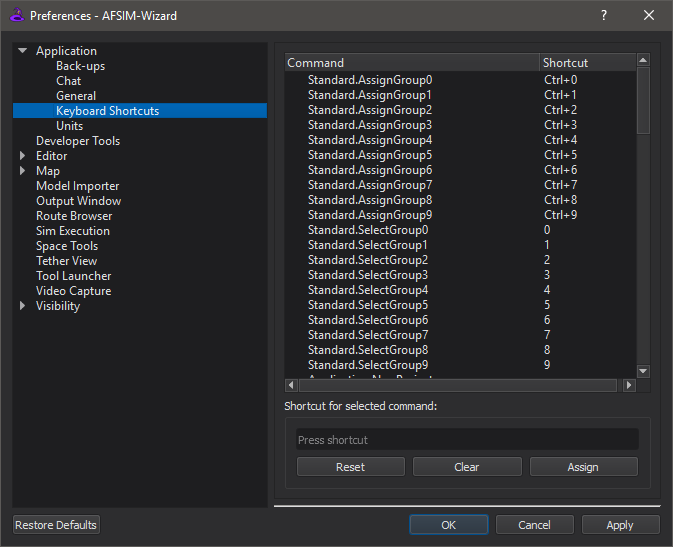 Preferences - AFSIM-Wizard
Application
Back-ups
Chat
General
Keyboard Shortcuts
Units
Developer Tools
Editor
Map
Model Importer
Output Window
Route Browser
Sim Execution
Space Tools
Tether View
Tool Launcher
Video Capture
Visibility
Command Shortcut
Standard.AssignGroup0 Ctrl+0
Standard.AssignGroup1 Ctrl+1
Standard.AssignGroup2 Ctrl+2
Standard.AssignGroup3 Ctrl+3
Standard.AssignGroup4 Ctrl+4
Standard.AssignGroup5 Ctrl+5
Standard.AssignGroup6 Ctrl+6
Standard.AssignGroup7 Ctrl+7
Standard.AssignGroup8 Ctrl+8
Standard.AssignGroup9 Ctrl+9
Standard.SelectGroup0 0
Standard.SelectGroup1 1
Standard.SelectGroup2 2
Standard.SelectGroup3 3
Standard.SelectGroup4 4
Standard.SelectGroup5 5
Standard.SelectGroup6 6
Standard.SelectGroup7 7
Standard.SelectGroup8 8
Standard.SelectGroup9 9
Shortcut for selected command:
Press shortcut
Reset Clear Assign
Restore Defaults OK Cancel Apply